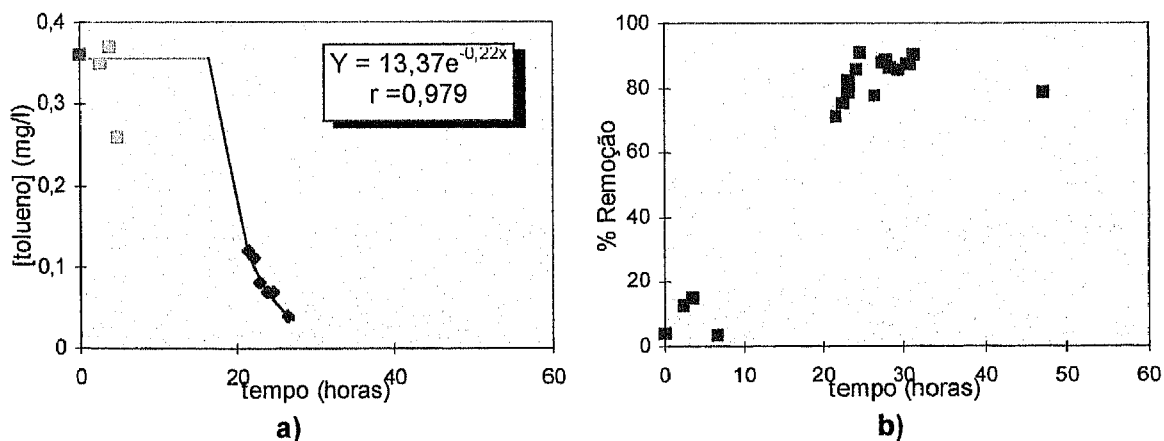 0,4
0,3
0,2
0,1
0
[tolueno] (mg/l)
Y = 13,37e-0,22x
r =0,979
0
20
40
60
tempo (horas)
a)
100
80
60
40
20
0
% Remoção
0
10
20
30
40
50
60
tempo (horas)
b)